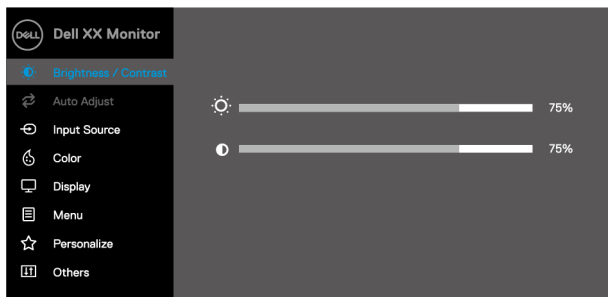 DELL Dell XX Monitor
Brightness / Contrast
Auto Adjust
75%
Input Source
Color
75%
Display
Menu
Personalize
Others